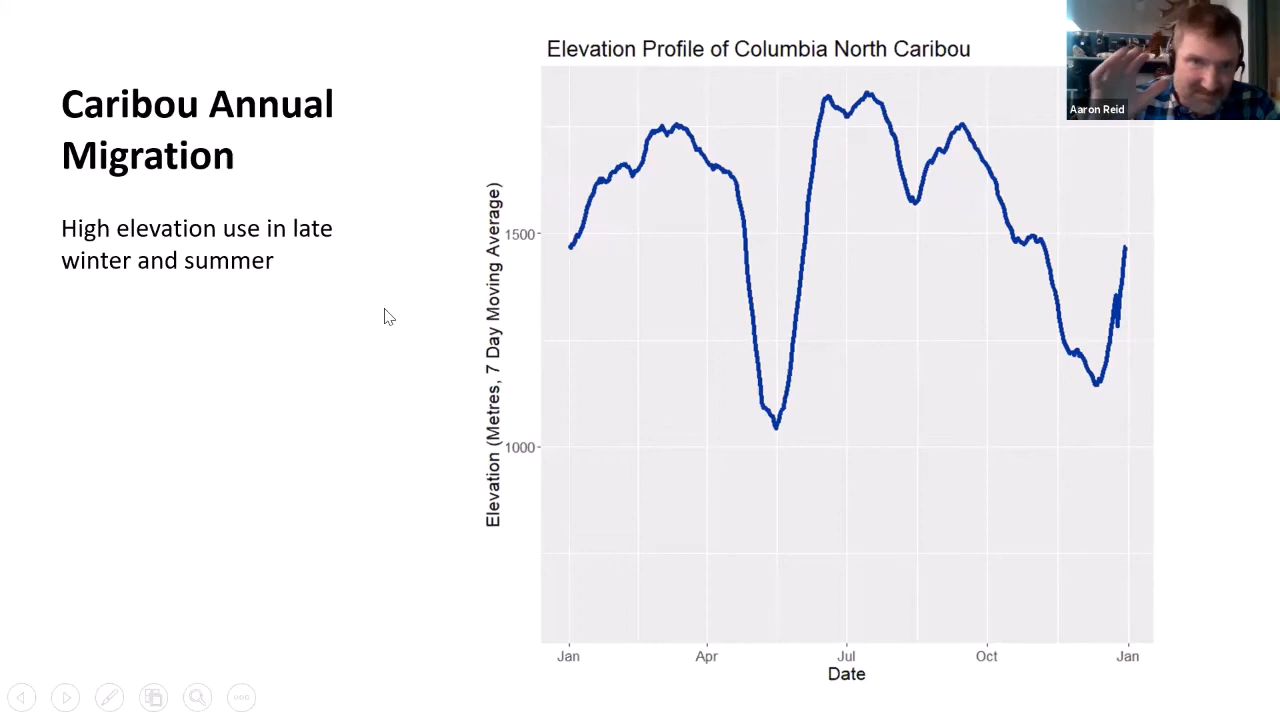 Caribou Annual
Migration
High elevation use in late
winter and summer
Elevation Profile of Columbia North Caribou
Aaron Reid
Elevation (Metres, 7 Day Moving Average)
1500
1000
Jan
Apr
Jul
Oct
Jan
Date